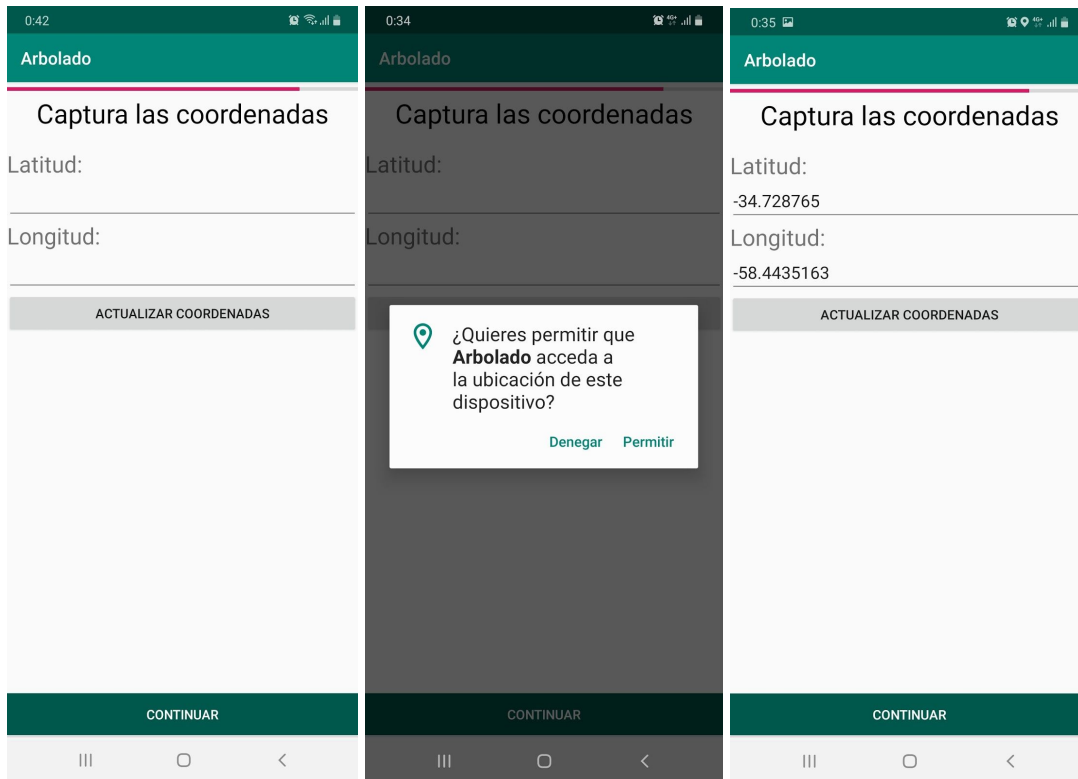 0:42
Arbolado
Captura las coordenadas
Latitud:
Longitud:
ACTUALIZAR COORDENADAS
CONTINUAR
0:34
4G+
Arbolado
Captura las coordenadas
Latitud:
Longitud:
¿Quieres permitir que
Arbolado acceda a
la ubicación de este
dispositivo?
Denegar Permitir
CONTINUAR
0:35
4G+
Arbolado
Captura las coordenadas
Latitud:
-34.728765
Longitud:
-58.4435163
ACTUALIZAR COORDENADAS
CONTINUAR